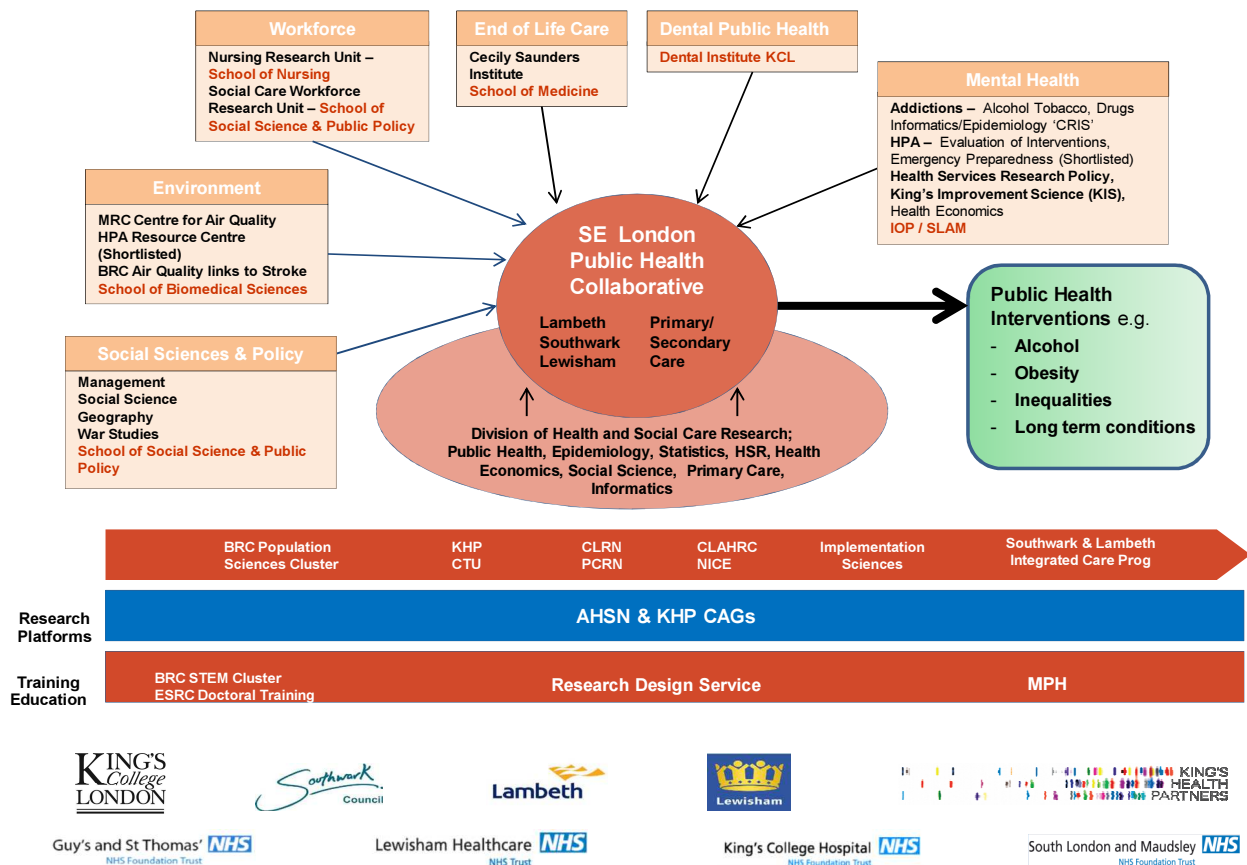 Workforce
Nursing Research Unit –
School of Nursing
Social Care Workforce
Research Unit – School of
Social Science & Public Policy
End of Life Care
Cecily Saunders
Institute
School of Medicine
Dental Public Health
Dental Institute KCL
Mental Health
Addictions – Alcohol Tobacco, Drugs
Informatics/Epidemiology ‘CRIS’
HPA – Evaluation of Interventions,
Emergency Preparedness (Shortlisted)
Health Services Research Policy,
King’s Improvement Science (KIS),
Health Economics
IOP / SLAM
Environment
MRC Centre for Air Quality
HPA Resource Centre
(Shortlisted)
BRC Air Quality links to Stroke
School of Biomedical Sciences
Social Sciences & Policy
Management
Social Science
Geography
War Studies
School of Social Science & Public
Policy
SE London
Public Health
Collaborative
Lambeth
Southwark
Lewisham
Primary/
Secondary
Care
Division of Health and Social Care Research;
Public Health, Epidemiology, Statistics, HSR, Health
Economics, Social Science, Primary Care,
Informatics
Public Health
Interventions e.g.
- Alcohol
- Obesity
- Inequalities
- Long term conditions
BRC Population
Sciences Cluster
KHP
CTU
CLRN
PCRN
CLAHRC
NICE
Implementation
Sciences
Southwark & Lambeth
Integrated Care Prog
Research
Platforms
AHSN & KHP CAGs
Training
Education
BRC STEM Cluster
ESRC Doctoral Training
Research Design Service
MPH
KING'S
College
LONDON
Southwark
Council
Lambeth
Lewisham
KING'S
HEALTH
PARTNERS
Guy's and St Thomas' NHS
NHS Foundation Trust
Lewisham Healthcare NHS
NHS Trust
King's College Hospital NHS
NHS Foundation Trust
South London and Maudsley NHS
NHS Foundation Trust